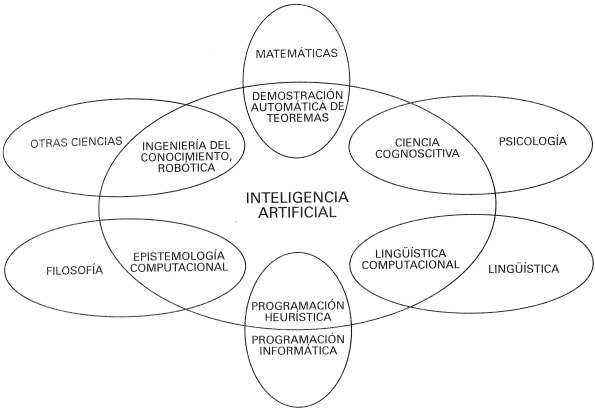 MATEMÁTICAS
DEMOSTRACIÓN
AUTOMÁTICA DE
TEOREMAS
OTRAS CIENCIAS
INGENIERÍA DEL
CONOCIMIENTO,
ROBÓTICA
CIENCIA
COGNOSCITIVA
PSICOLOGÍA
INTELIGENCIA
ARTIFICIAL
FILOSOFÍA
EPISTEMOLOGÍA
COMPUTACIONAL
LINGÜÍSTICA
COMPUTACIONAL
LINGÜÍSTICA
PROGRAMACIÓN
HEURÍSTICA
PROGRAMACIÓN
INFORMÁTICA